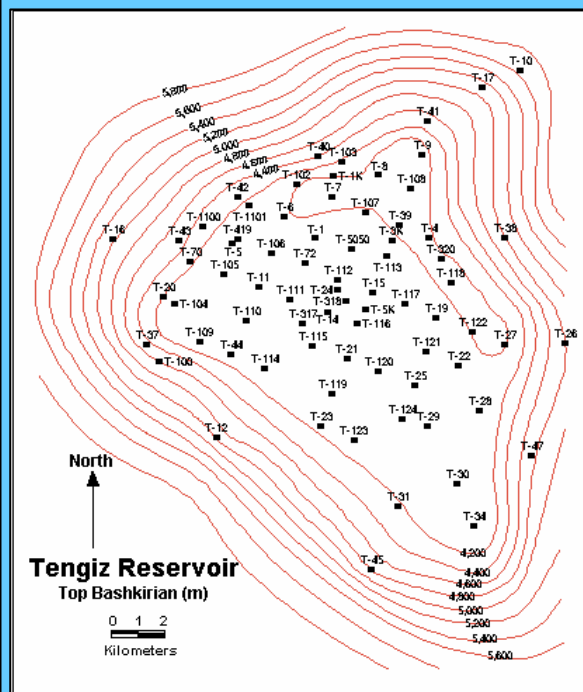 T-10
T-17
5,800
5,600
5,400
5,200
5,000
4,800
4,600
4,400
T-41
T-40
T-103
T-9
T-1K
T-8
T-102
T-7
T-108
T-42
T-6
T-107
T-1100
T-1101
T-39
T-16
T-43
T-419
T-1
T-3K
T-4
T-38
T-5
T-5050
T-70
T-106
T-72
T-113
T-320
T-105
T-11
T-112
T-118
T-20
T-24
T-15
T-104
T-111
T-318
T-117
T-110
T-317
T-14
T-5K
T-19
T-116
T-122
T-37
T-109
T-44
T-115
T-27
T-26
T-100
T-114
T-21
T-121
T-22
T-120
T-25
T-119
T-28
T-12
T-23
T-124
T-29
T-123
T-47
North
T-30
T-31
T-34
T-45
4,200
4,400
4,600
4,800
5,000
5,200
5,400
5,600
Tengiz Reservoir
Top Bashkirian (m)
0 1 2
Kilometers